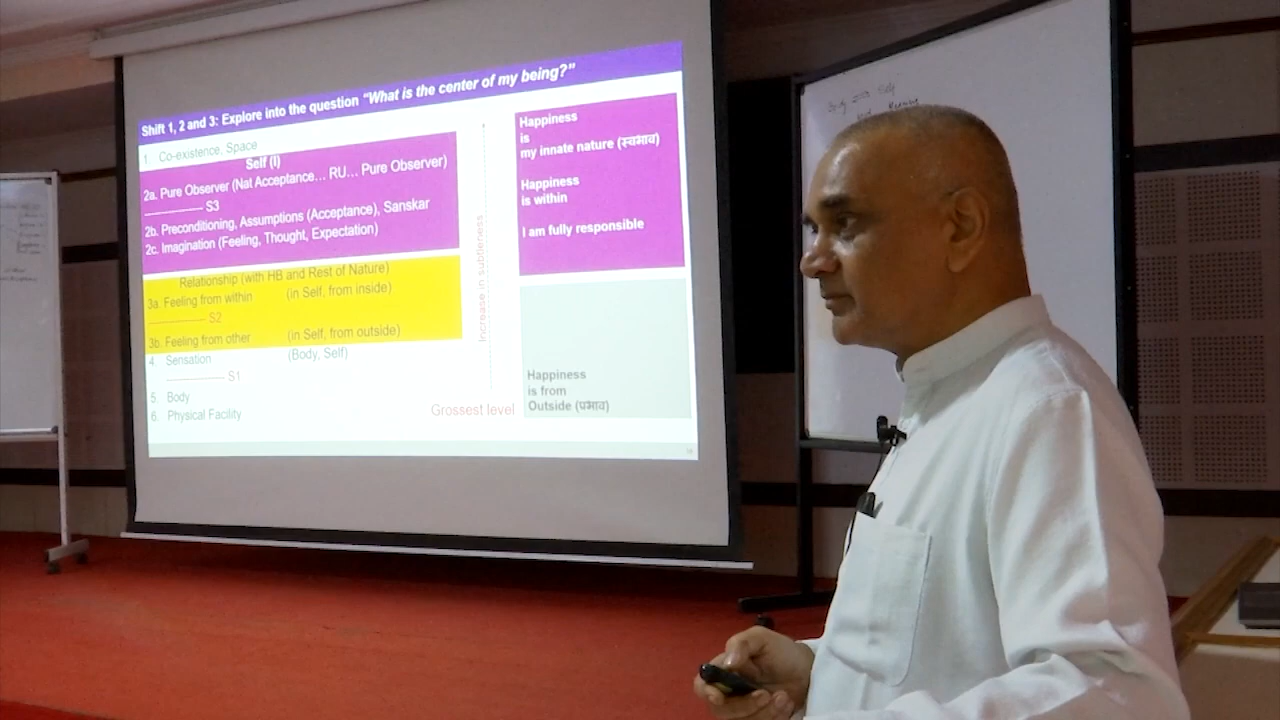 Shift 1, 2 and 3: Explore into the question “What is the center of my being?”
1. Co-existence, Space
Self (I)
2a. Pure Observer (Nat Acceptance... RU... Pure Observer)
S3
2b. Preconditioning, Assumptions (Acceptance), Sanskar
2c. Imagination (Feeling, Thought, Expectation)
Relationship (with HB and Rest of Nature)
3a. Feeling from within (in Self, from inside)
S2
3b. Feeling from other (in Self, from outside)
4. Sensation (Body, Self)
S1
5. Body
6. Physical Facility
Increase in subtleness
Grossest level
Happiness
is
my innate nature (स्वभाव)
Happiness
is within
I am fully responsible
Happiness
is from
Outside (पभाव)